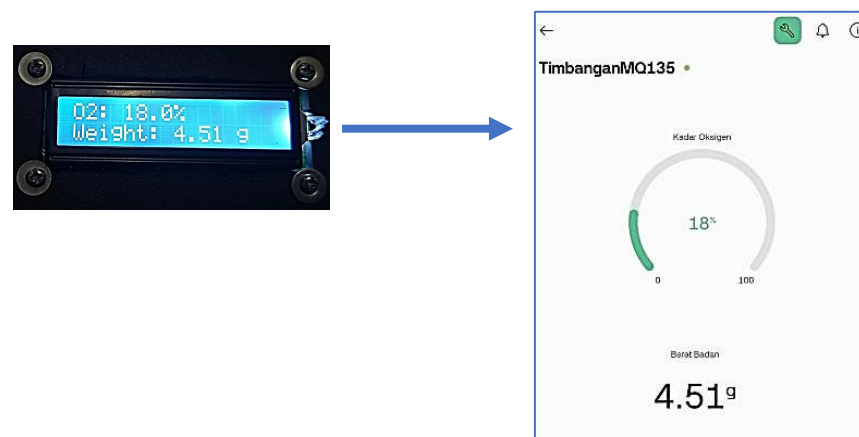 O2: 18.0%
Weight: 4.51 g
TimbanganMQ135
Kadar Oksigen
18%
0
100
Berat Badan
4.51g